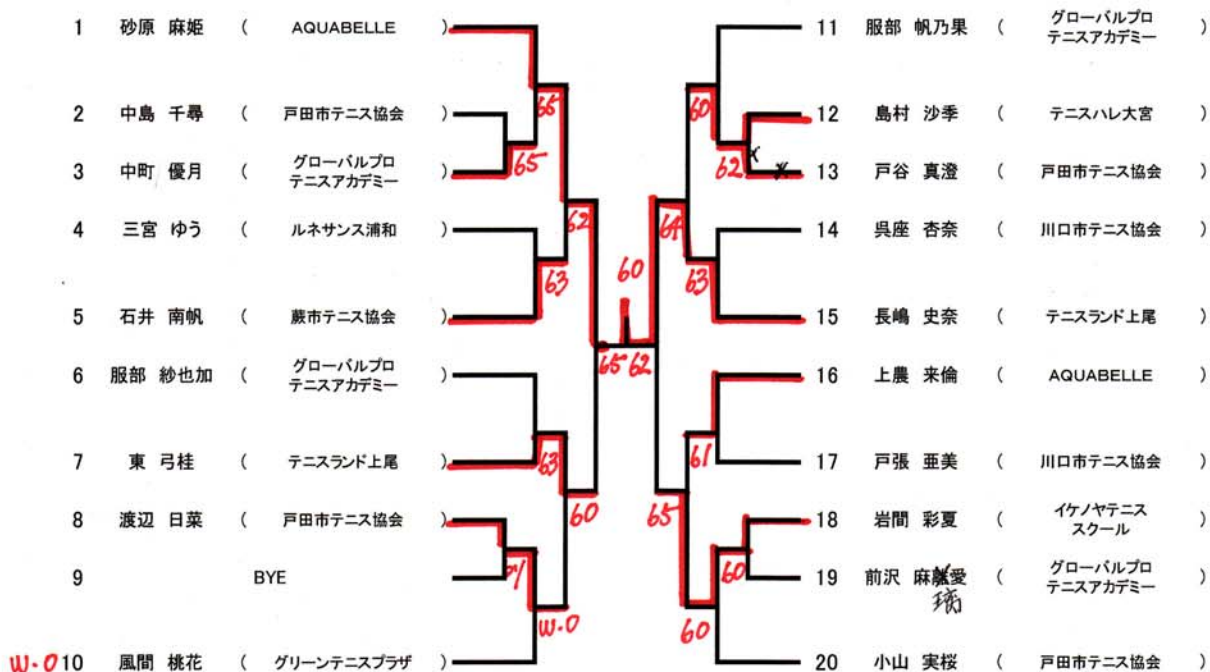 1 砂原 麻姫 ( AQUABELLE )
2 中島 千尋 ( 戸田市テニス協会 )
65
3 中町 優月 ( グローバルプロ
テニスアカデミー )
4 三宮 ゆう ( ルネサンス浦和 )
62
63
5 石井 南帆 ( 蕨市テニス協会 )
6 服部 紗也加 ( グローバルプロ
テニスアカデミー )
7 東 弓桂 ( テニスランド上尾 )
63
8 渡辺 日菜 ( 戸田市テニス協会 )
60
9 BYE
W.O
W.O 10 風間 桃花 ( グリーンテニスプラザ )
60
65 62
11 服部 帆乃果 ( グローバルプロ
テニスアカデミー )
60
12 島村 沙季 ( テニスハレ大宮 )
62
13 戸谷 真澄 ( 戸田市テニス協会 )
14 呉座 杏奈 ( 川口市テニス協会 )
64
63
15 長嶋 史奈 ( テニスランド上尾 )
16 上農 来倫 ( AQUABELLE )
61
17 戸張 亜美 ( 川口市テニス協会 )
65
18 岩間 彩夏 ( イケノヤテニス
スクール )
60
19 前沢 麻愛 ( グローバルプロ
テニスアカデミー )
璃
60
20 小山 実桜 ( 戸田市テニス協会 )